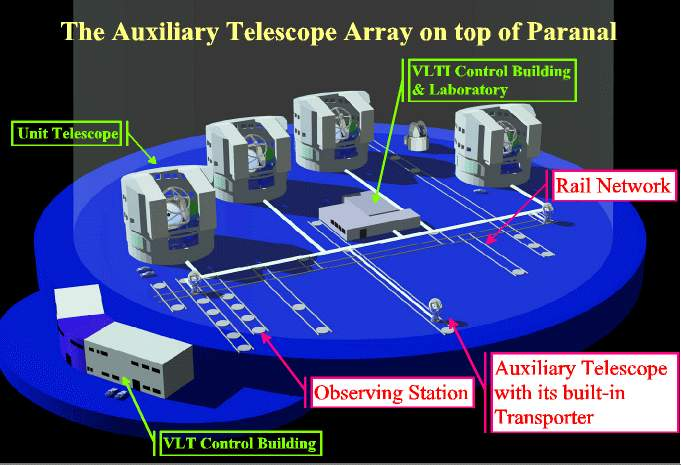 The Auxiliary Telescope Array on top of Paranal
VLTI Control Building
& Laboratory
Unit Telescope
Rail Network
Auxiliary Telescope
with its built-in
Transporter
Observing Station
VLT Control Building